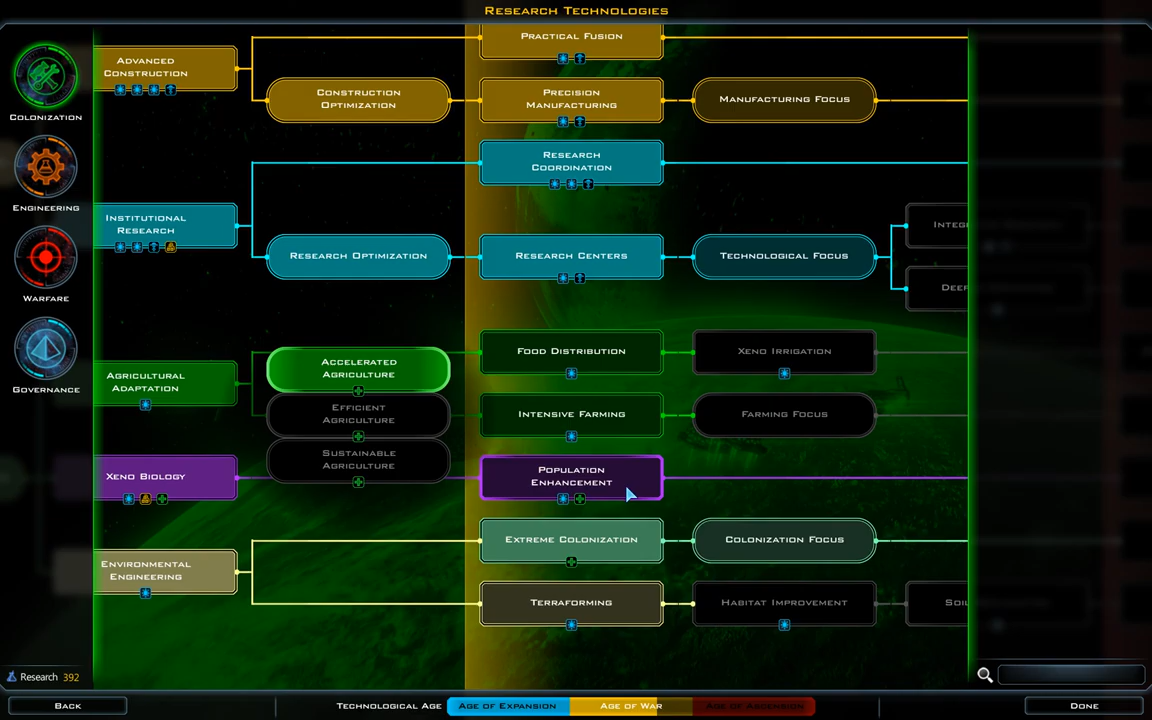 Research Technologies
Practical Fusion
Advanced
Construction
Construction
Optimization
Precision
Manufacturing
Manufacturing Focus
Colonization
Research
Coordination
Engineering
Institutional
Research
Research Optimization
Research Centers
Technological Focus
Warfare
Food Distribution
Xeno Irrigation
Accelerated
Agriculture
Agricultural
Adaptation
Governance
Efficient
Agriculture
Intensive Farming
Farming Focus
Sustainable
Agriculture
Xeno Biology
Population
Enhancement
Extreme Colonization
Colonization Focus
Environmental
Engineering
Terraforming
Habitat Improvement
Research 392
Back
Technological Age
Age of Expansion
Age of War
Age of Ascension
Done